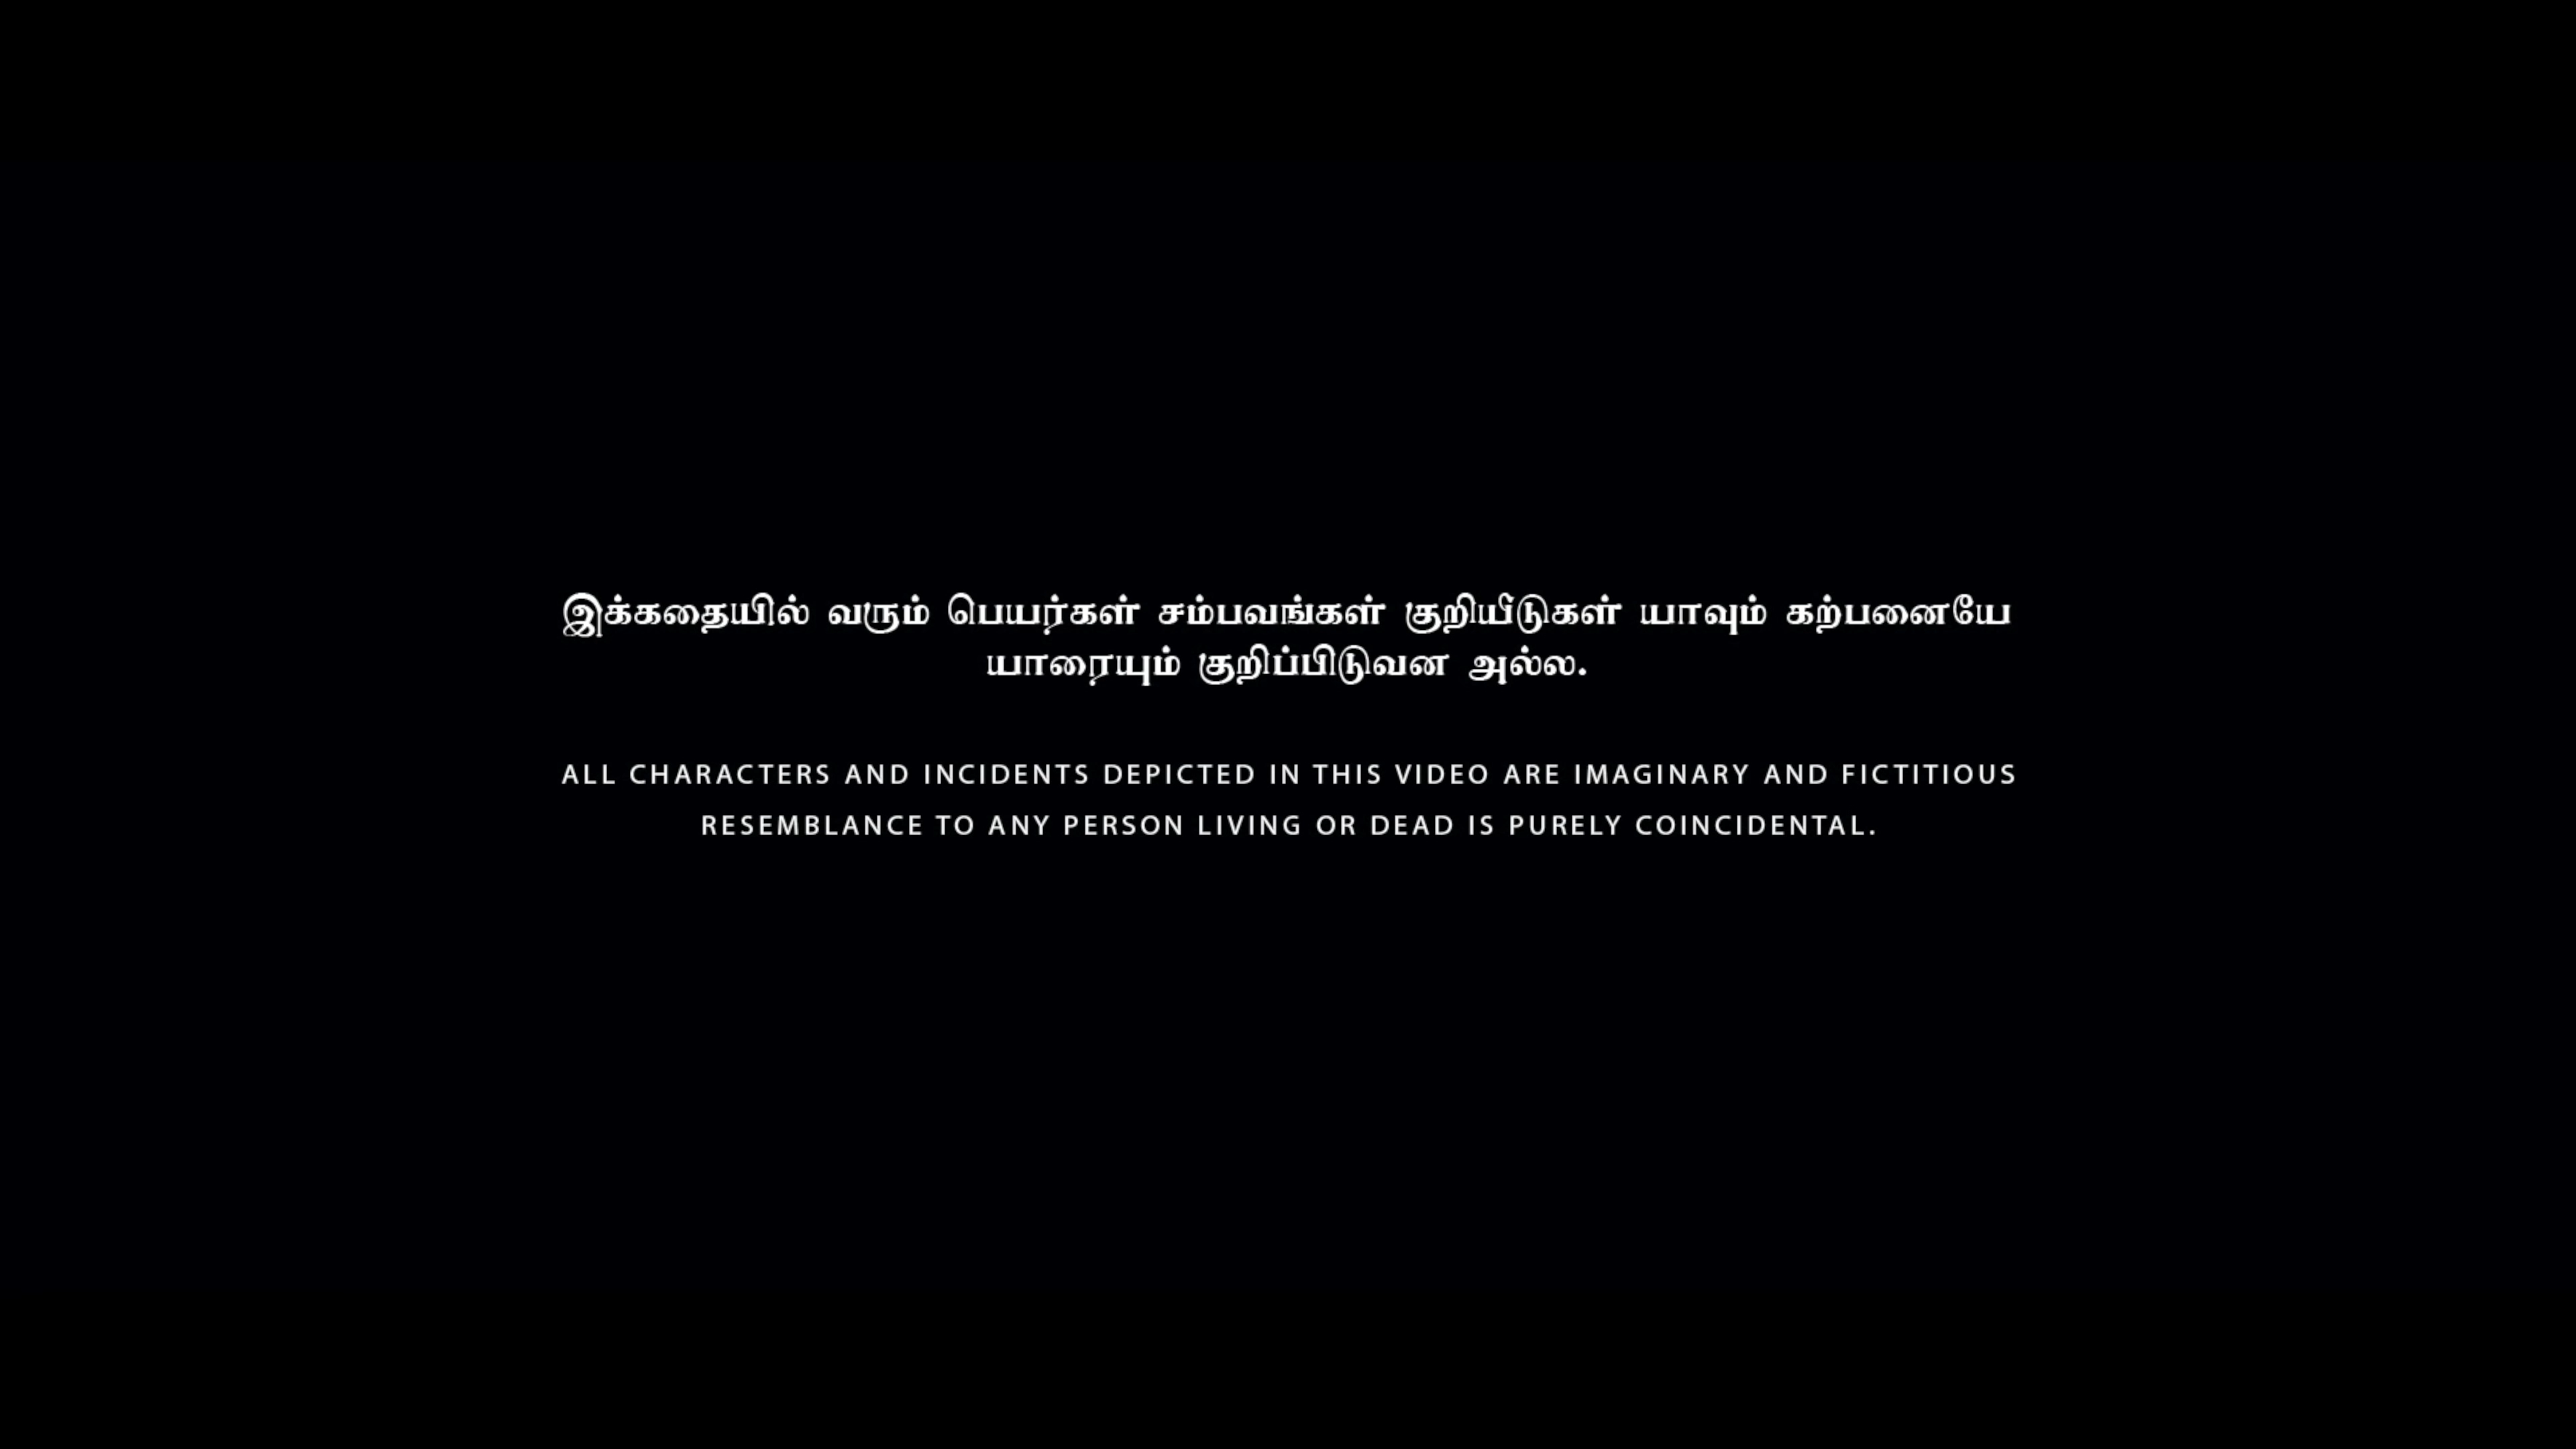 இக்கதையில் வரும் பெயர்கள் சம்பவங்கள் குறியீடுகள் யாவும் கற்பனையே
யாரையும் குறிப்பிடுவன அல்ல.
ALL CHARACTERS AND INCIDENTS DEPICTED IN THIS VIDEO ARE IMAGINARY AND FICTITIOUS
RESEMBLANCE TO ANY PERSON LIVING OR DEAD IS PURELY COINCIDENTAL.